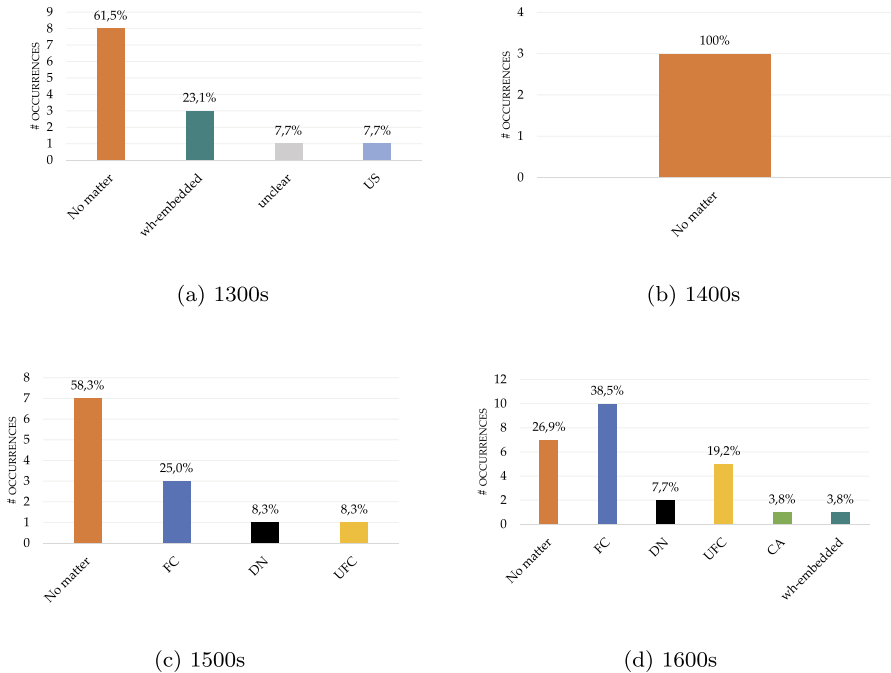 # OCCURRENCES
9
8
7
6
5
4
3
2
1
0
61,5%
23,1%
7,7%
7,7%
No matter
wh-embedded
unclear
US
(a) 1300s
# OCCURRENCES
4
3
2
1
0
100%
No matter
(b) 1400s
# OCCURRENCES
8
7
6
5
4
3
2
1
0
58,3%
25,0%
8,3%
8,3%
No matter
FC
DN
UFC
(c) 1500s
# OCCURRENCES
12
10
8
6
4
2
0
26,9%
38,5%
7,7%
19,2%
3,8%
3,8%
No matter
FC
DN
UFC
CA
wh-embedded
(d) 1600s